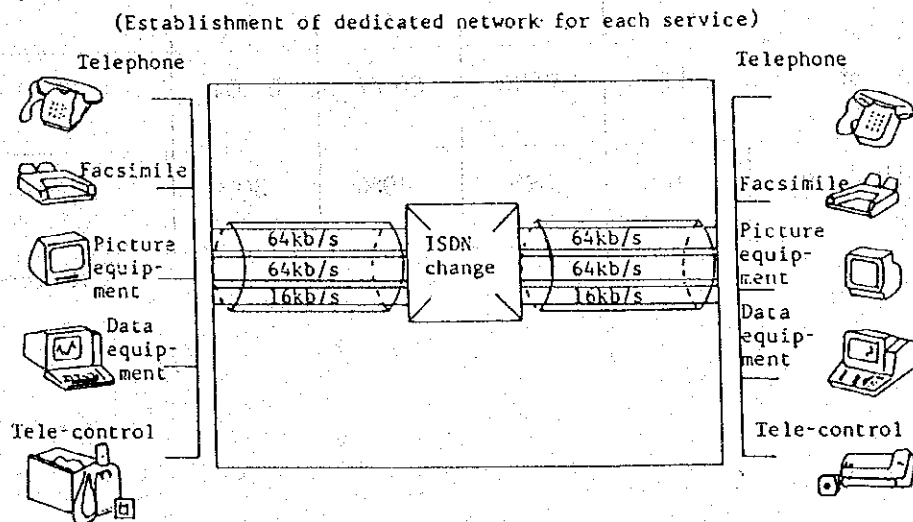 (Establishment of dedicated network for each service)
Telephone
Facsimile
Picture
equip-
ment
Data
equip-
ment
Tele-control
64kb/s
64kb/s
16kb/s
ISDN
change
64kb/s
64kb/s
16kb/s
Telephone
Facsimile
Picture
equip-
ment
Data
equip-
ment
Tele-control